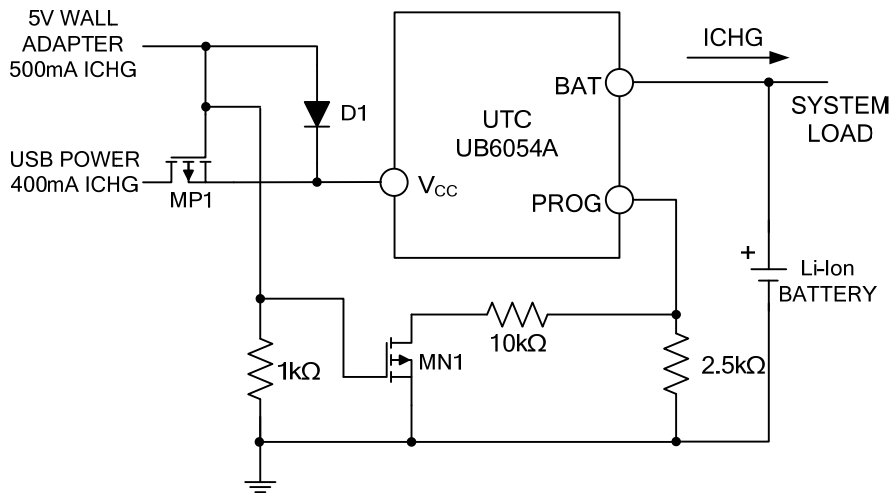 5V WALL
ADAPTER
500mA ICHG
ICHG
D1
BAT
UTC
UB6054A
SYSTEM
LOAD
USB POWER
400mA ICHG
MP1
VCC
PROG
+
Li-Ion
BATTERY
1kΩ
MN1
10kΩ
2.5kΩ